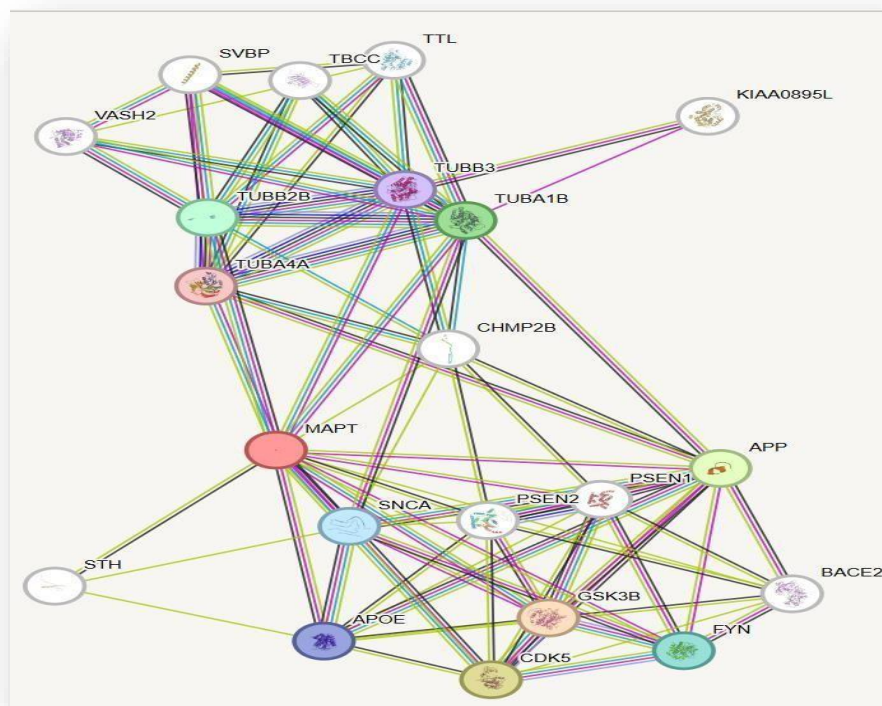 TTL
SVBP
TBCC
KIAA0895L
VASH2
TUBB3
TUBB2B
TUBA1B
TUBA4A
CHMP2B
MAPT
APP
PSEN1
SNCA
PSEN2
STH
BACE2
GSK3B
APOE
FYN
CDK5